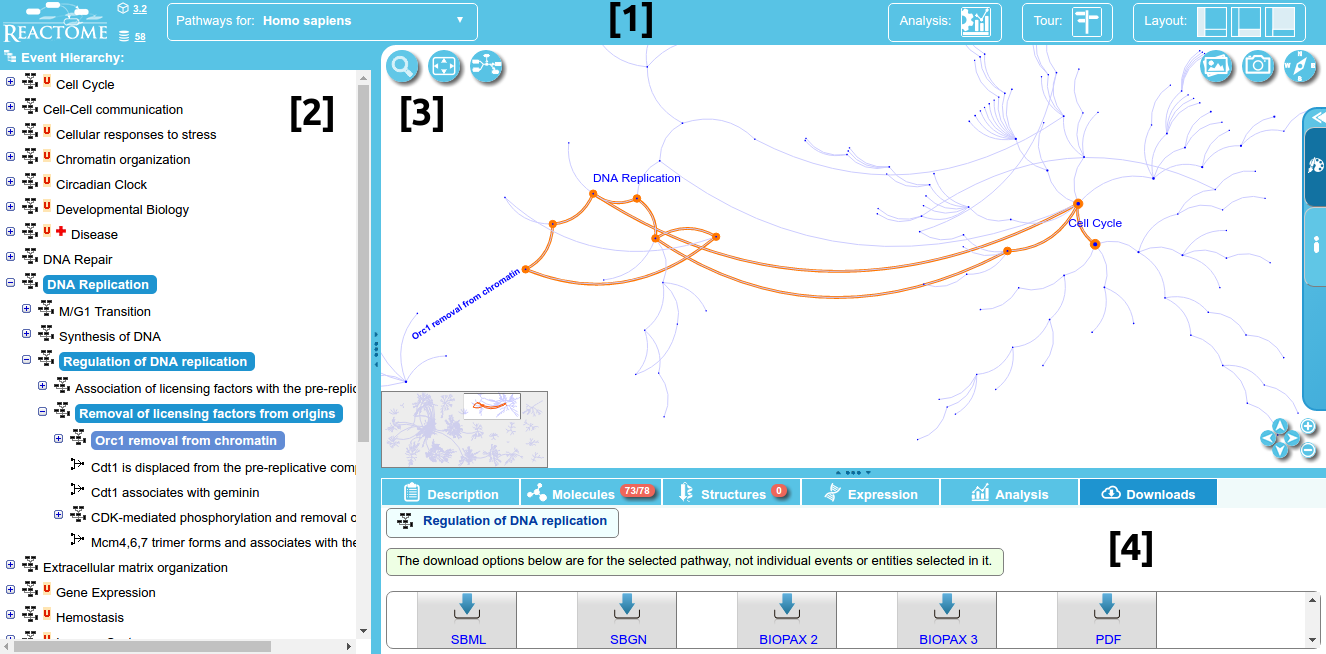 REACTOME
3.2
58
Pathways for: Homo sapiens
[1]
Analysis:
Tour:
Layout:
Event Hierarchy:
U Cell Cycle
Cell-Cell communication
U Cellular responses to stress
U Chromatin organization
U Circadian Clock
U Developmental Biology
U Disease
DNA Repair
DNA Replication
M/G1 Transition
Synthesis of DNA
Regulation of DNA replication
Association of licensing factors with the pre-replic
Removal of licensing factors from origins
Orc1 removal from chromatin
Cdt1 is displaced from the pre-replicative com
Cdt1 associates with geminin
CDK-mediated phosphorylation and removal o
Mcm4,6,7 trimer forms and associates with the
Extracellular matrix organization
U Gene Expression
U Hemostasis
[2]
[3]
DNA Replication
Cell Cycle
Orc1 removal from chromatin
i
Description
Molecules 73/78
Structures 0
Expression
Analysis
Downloads
Regulation of DNA replication
[4]
The download options below are for the selected pathway, not individual events or entities selected in it.
SBML
SBGN
BIOPAX 2
BIOPAX 3
PDF